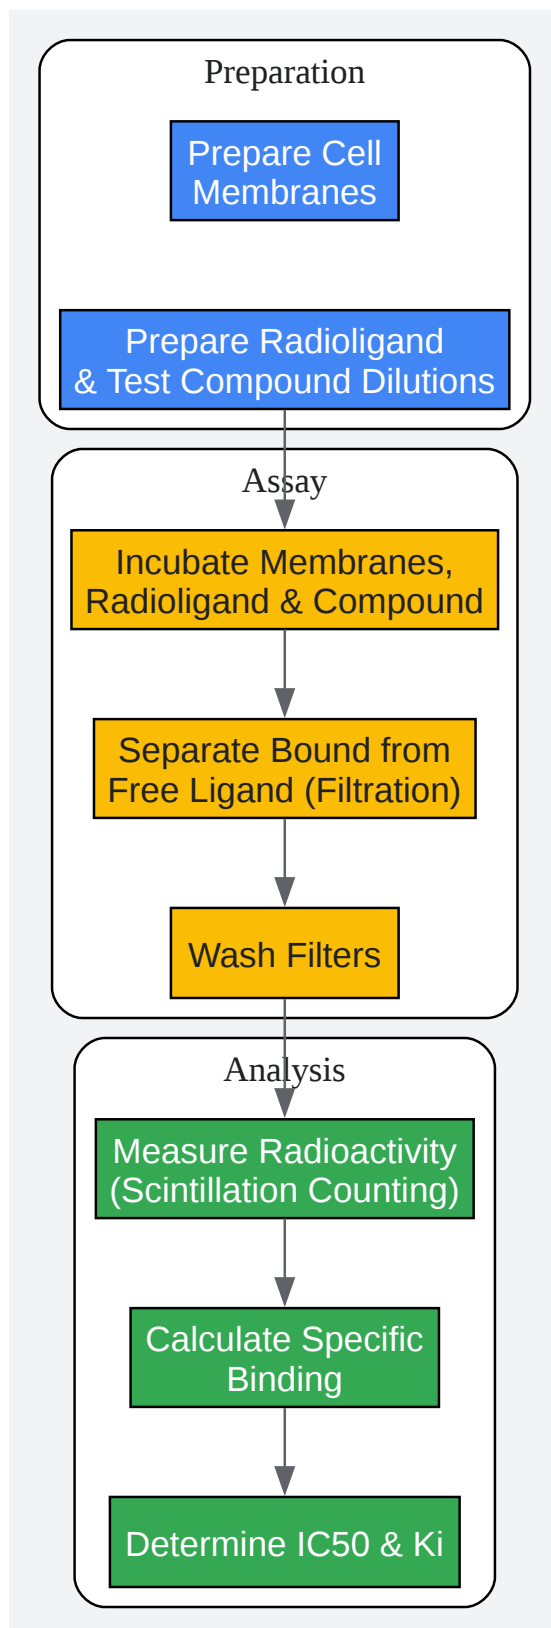 Preparation
Prepare Cell
Membranes
Prepare Radioligand
& Test Compound Dilutions
Assay
Incubate Membranes,
Radioligand & Compound
Separate Bound from
Free Ligand (Filtration)
Wash Filters
Analysis
Measure Radioactivity
(Scintillation Counting)
Calculate Specific
Binding
Determine IC50 & Ki